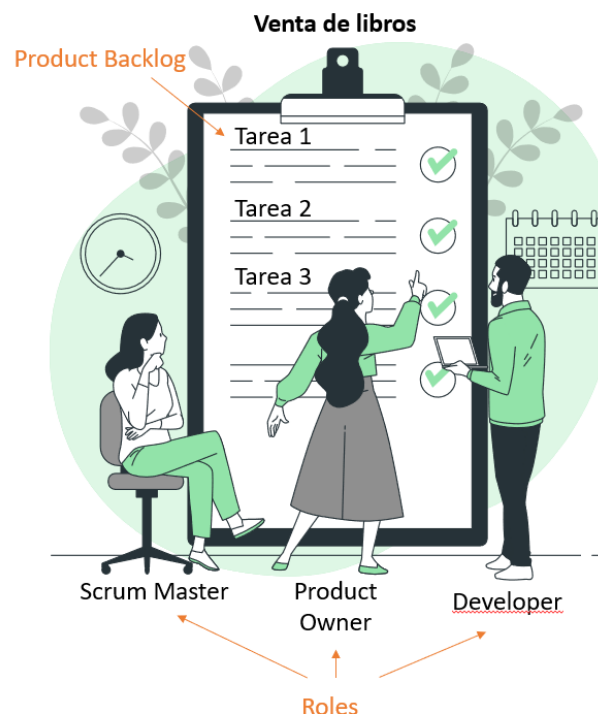 Venta de libros
Product Backlog
Tarea 1
Tarea 2
Tarea 3
Scrum Master
Product
Owner
Developer
Roles